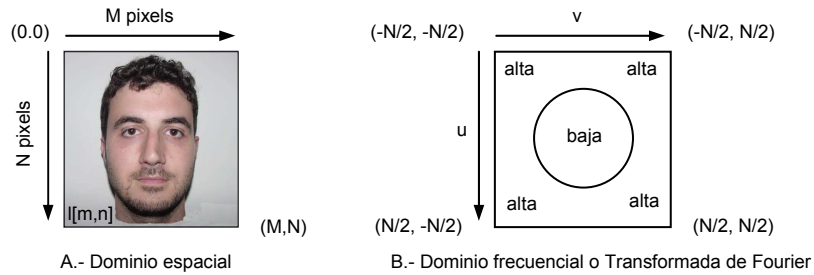 M pixels
(0.0)
N pixels
I[m,n]
(M,N)
A.- Dominio espacial
v
(-N/2, -N/2)
(-N/2, N/2)
u
alta
alta
baja
alta
alta
(N/2, -N/2)
(N/2, N/2)
B.- Dominio frecuencial o Transformada de Fourier